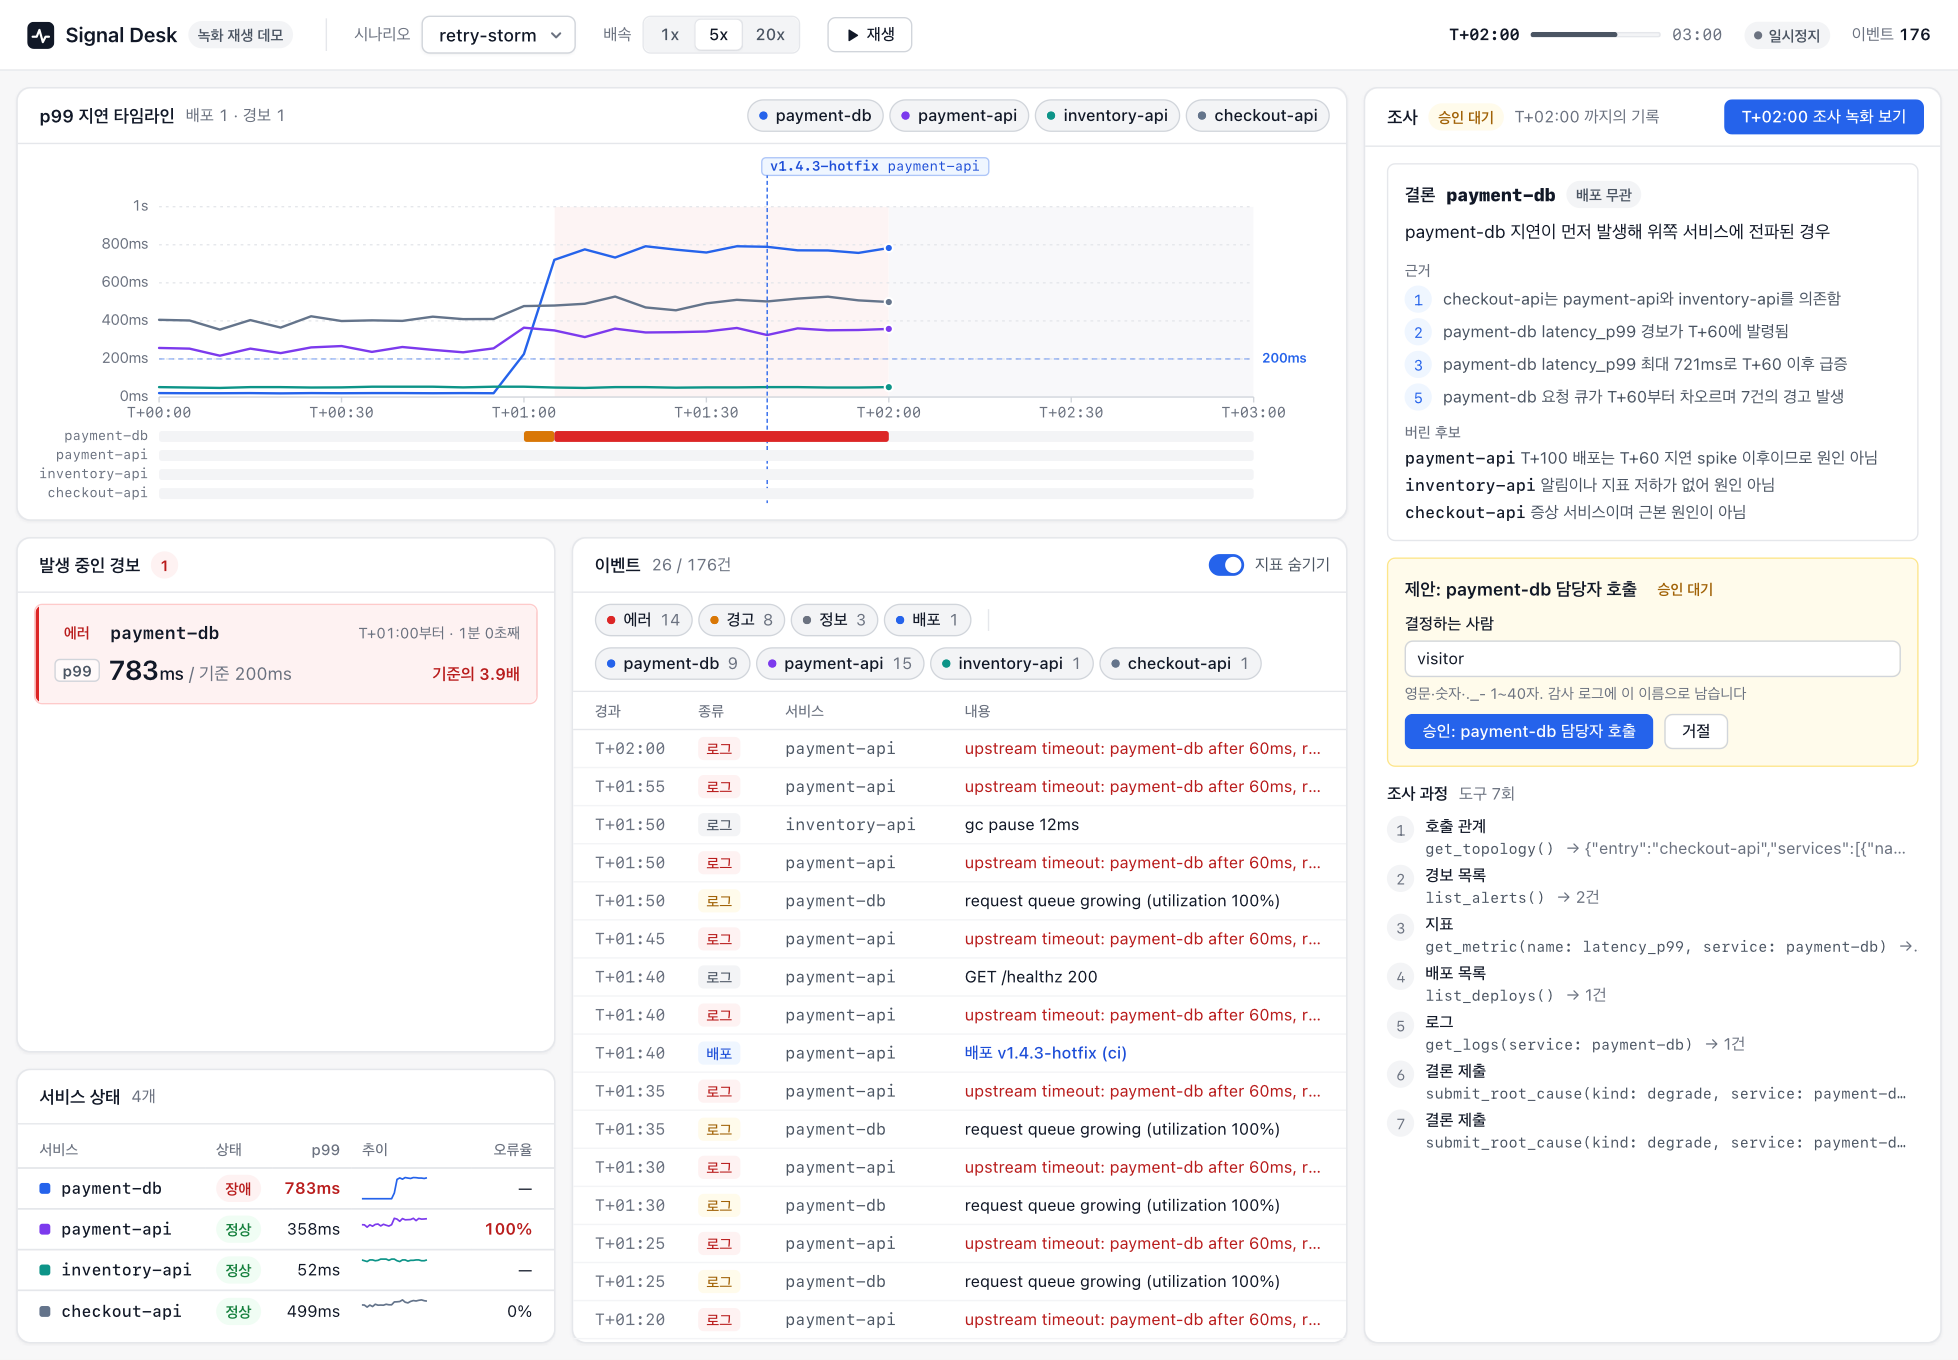 Signal Desk 녹화 재생 데모 시나리오 retry-storm 배속 1x 5x 20x 재생 T+02:00 03:00 일시정지 이벤트 176
p99 지연 타임라인 배포 1 · 경보 1 payment-db payment-api inventory-api checkout-api
v1.4.3-hotfix payment-api
1s
800ms
600ms
400ms
200ms 200ms
0ms
T+00:00 T+00:30 T+01:00 T+01:30 T+02:00 T+02:30 T+03:00
payment-db
payment-api
inventory-api
checkout-api
발생 중인 경보 1
에러 payment-db T+01:00부터 · 1분 0초째
p99 783ms / 기준 200ms 기준의 3.9배
서비스 상태 4개
서비스 상태 p99 추이 오류율
payment-db 장애 783ms —
payment-api 정상 358ms 100%
inventory-api 정상 52ms —
checkout-api 정상 499ms 0%
이벤트 26 / 176건 지표 숨기기
에러 14 경고 8 정보 3 배포 1
payment-db 9 payment-api 15 inventory-api 1 checkout-api 1
경과 종류 서비스 내용
T+02:00 로그 payment-api upstream timeout: payment-db after 60ms, r...
T+01:55 로그 payment-api upstream timeout: payment-db after 60ms, r...
T+01:50 로그 inventory-api gc pause 12ms
T+01:50 로그 payment-api upstream timeout: payment-db after 60ms, r...
T+01:50 로그 payment-db request queue growing (utilization 100%)
T+01:45 로그 payment-api upstream timeout: payment-db after 60ms, r...
T+01:40 로그 payment-api GET /healthz 200
T+01:40 로그 payment-api upstream timeout: payment-db after 60ms, r...
T+01:40 배포 payment-api 배포 v1.4.3-hotfix (ci)
T+01:35 로그 payment-api upstream timeout: payment-db after 60ms, r...
T+01:35 로그 payment-db request queue growing (utilization 100%)
T+01:30 로그 payment-api upstream timeout: payment-db after 60ms, r...
T+01:30 로그 payment-db request queue growing (utilization 100%)
T+01:25 로그 payment-api upstream timeout: payment-db after 60ms, r...
T+01:25 로그 payment-db request queue growing (utilization 100%)
T+01:20 로그 payment-api upstream timeout: payment-db after 60ms, r...
조사 승인 대기 T+02:00 까지의 기록 T+02:00 조사 녹화 보기
결론 payment-db 배포 무관
payment-db 지연이 먼저 발생해 위쪽 서비스에 전파된 경우
근거
1 checkout-api는 payment-api와 inventory-api를 의존함
2 payment-db latency_p99 경보가 T+60에 발령됨
3 payment-db latency_p99 최대 721ms로 T+60 이후 급증
5 payment-db 요청 큐가 T+60부터 차오르며 7건의 경고 발생
버린 후보
payment-api T+100 배포는 T+60 지연 spike 이후이므로 원인 아님
inventory-api 알림이나 지표 저하가 없어 원인 아님
checkout-api 증상 서비스이며 근본 원인이 아님
제안: payment-db 담당자 호출 승인 대기
결정하는 사람
visitor
영문·숫자·._- 1~40자. 감사 로그에 이 이름으로 남습니다
승인: payment-db 담당자 호출 거절
조사 과정 도구 7회
1 호출 관계
get_topology() → {"entry":"checkout-api","services":[{"na...
2 경보 목록
list_alerts() → 2건
3 지표
get_metric(name: latency_p99, service: payment-db) →.
4 배포 목록
list_deploys() → 1건
5 로그
get_logs(service: payment-db) → 1건
6 결론 제출
submit_root_cause(kind: degrade, service: payment-d...
7 결론 제출
submit_root_cause(kind: degrade, service: payment-d...